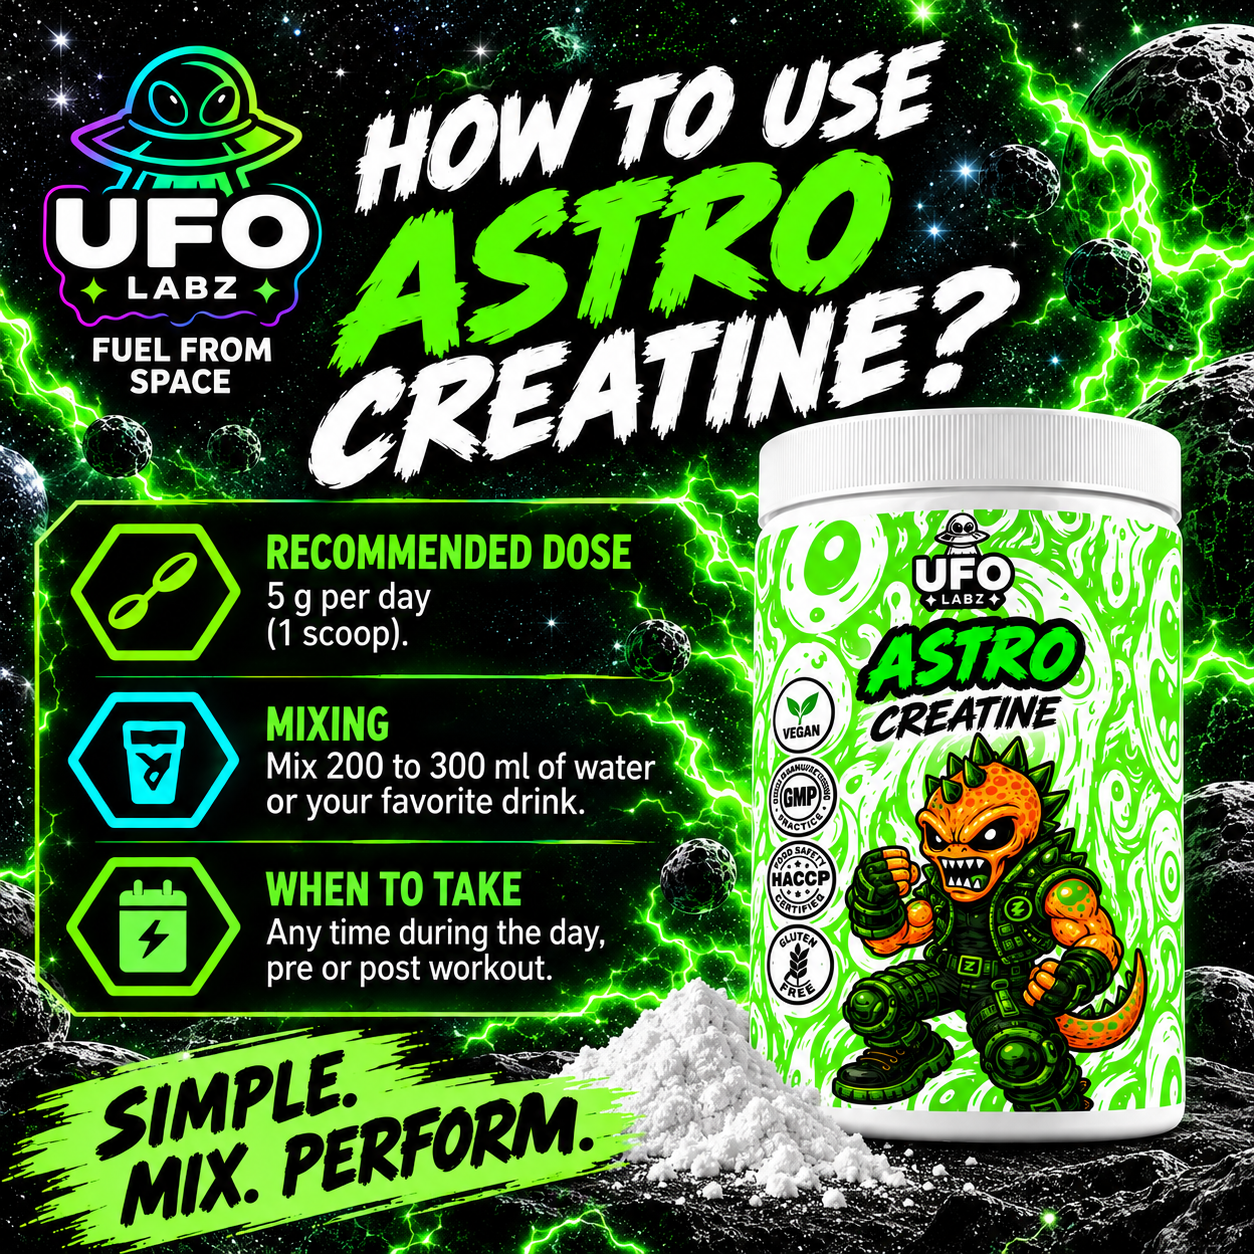 UFO
LABZ
FUEL FROM
SPACE
HOW TO USE
ASTRO
CREATINE?
RECOMMENDED DOSE
5 g per day
(1 scoop).
MIXING
Mix 200 to 300 ml of water
or your favorite drink.
WHEN TO TAKE
Any time during the day,
pre or post workout.
SIMPLE.
MIX. PERFORM.
UFO
LABZ
ASTRO
CREATINE
VEGAN
GMP
PRACTICE
FOOD SAFETY
HACCP
CERTIFIED
GLUTEN
FREE